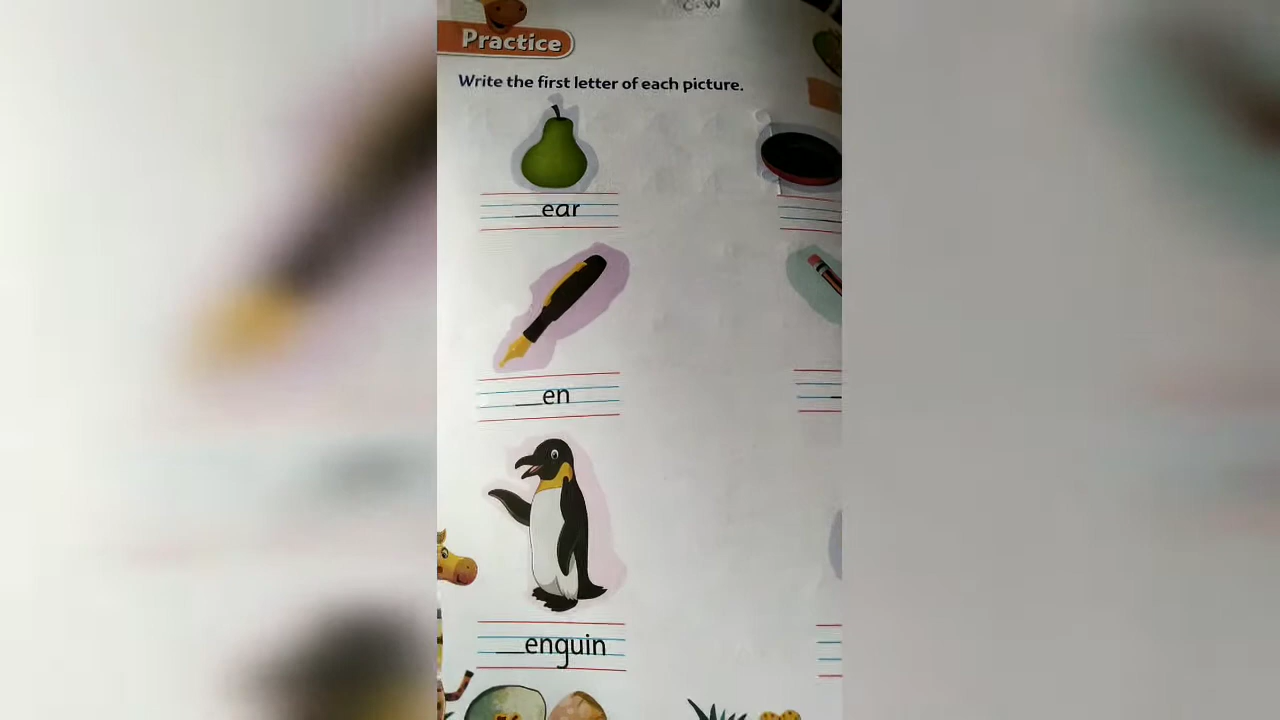 C.W
Practice
Write the first letter of each picture.
__ear
__en
__enguin